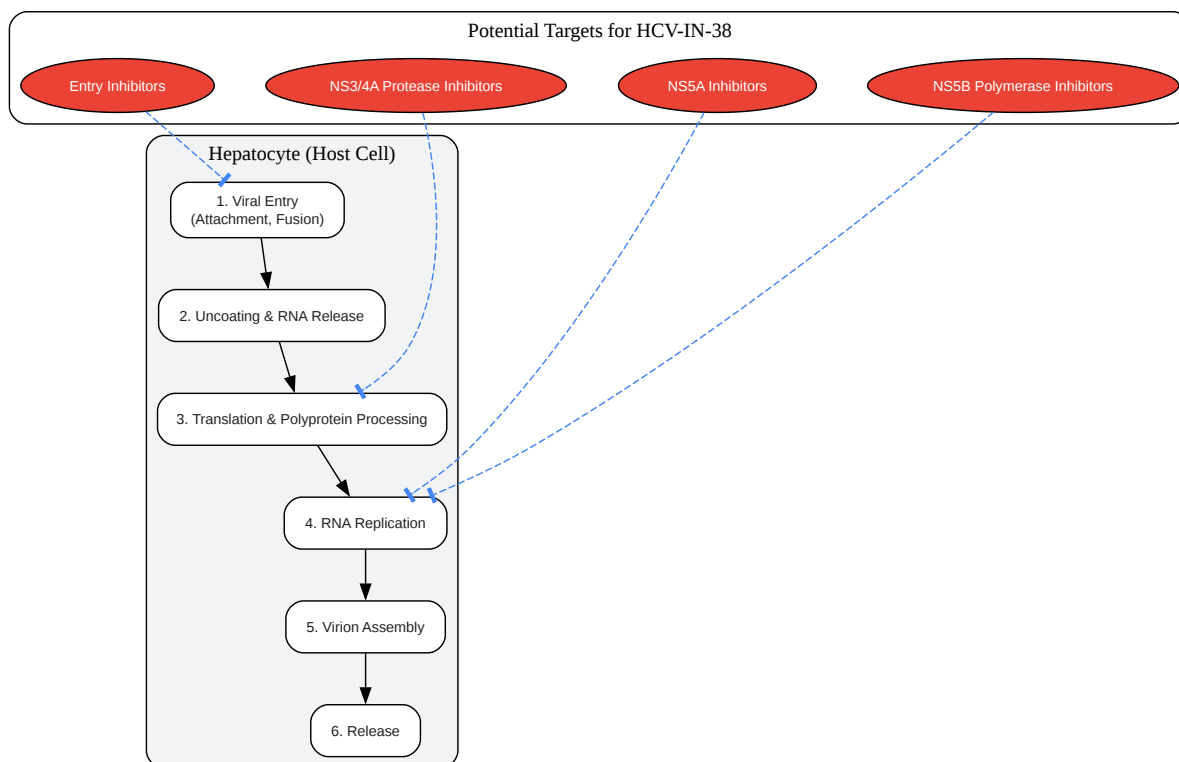 Potential Targets for HCV-IN-38
Entry Inhibitors
NS3/4A Protease Inhibitors
NS5A Inhibitors
NS5B Polymerase Inhibitors
Hepatocyte (Host Cell)
1. Viral Entry
(Attachment, Fusion)
2. Uncoating & RNA Release
3. Translation & Polyprotein Processing
4. RNA Replication
5. Virion Assembly
6. Release